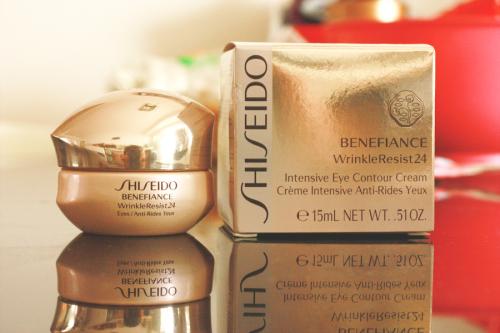 SHISEIDO
BENEFIANCE
WrinkleResist24
Eyes / Anti-Rides Yeux
SHISEIDO
BENEFIANCE
WrinkleResist24
Intensive Eye Contour Cream
Crème Intensive Anti-Rides Yeux
℮15mL NET WT. .51OZ.